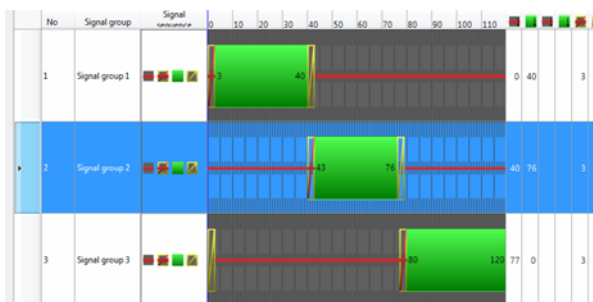 No Signal group Signal sequence 0 10 20 30 40 50 60 70 80 90 100 110
1 Signal group 1 3 40 0 40 3
2 Signal group 2 43 76 40 76 3
3 Signal group 3 80 120 77 0 3